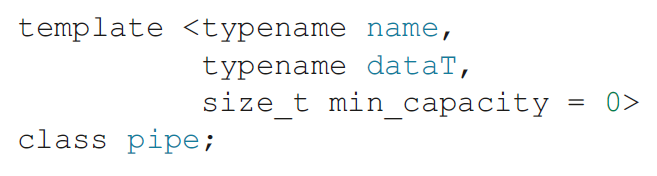 template <typename name,
          typename dataT,
          size_t min_capacity = 0>
class pipe;